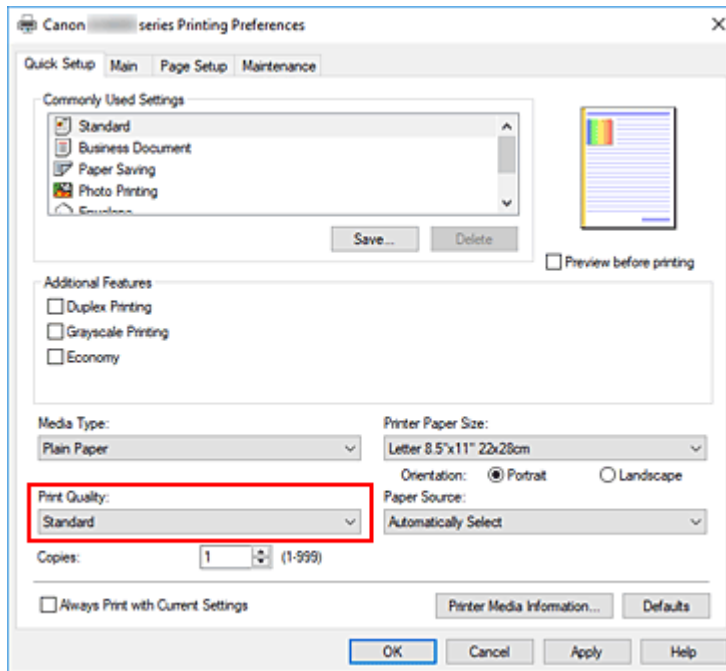 Canon series Printing Preferences
Quick Setup Main Page Setup Maintenance
Commonly Used Settings
Standard
Business Document
Paper Saving
Photo Printing
Envelope
Save... Delete
Preview before printing
Additional Features
Duplex Printing
Grayscale Printing
Economy
Media Type: Printer Paper Size:
Plain Paper Letter 8.5"x11" 22x28cm
Orientation: Portrait Landscape
Print Quality: Paper Source:
Standard Automatically Select
Copies: 1 (1-999)
Always Print with Current Settings Printer Media Information... Defaults
OK Cancel Apply Help